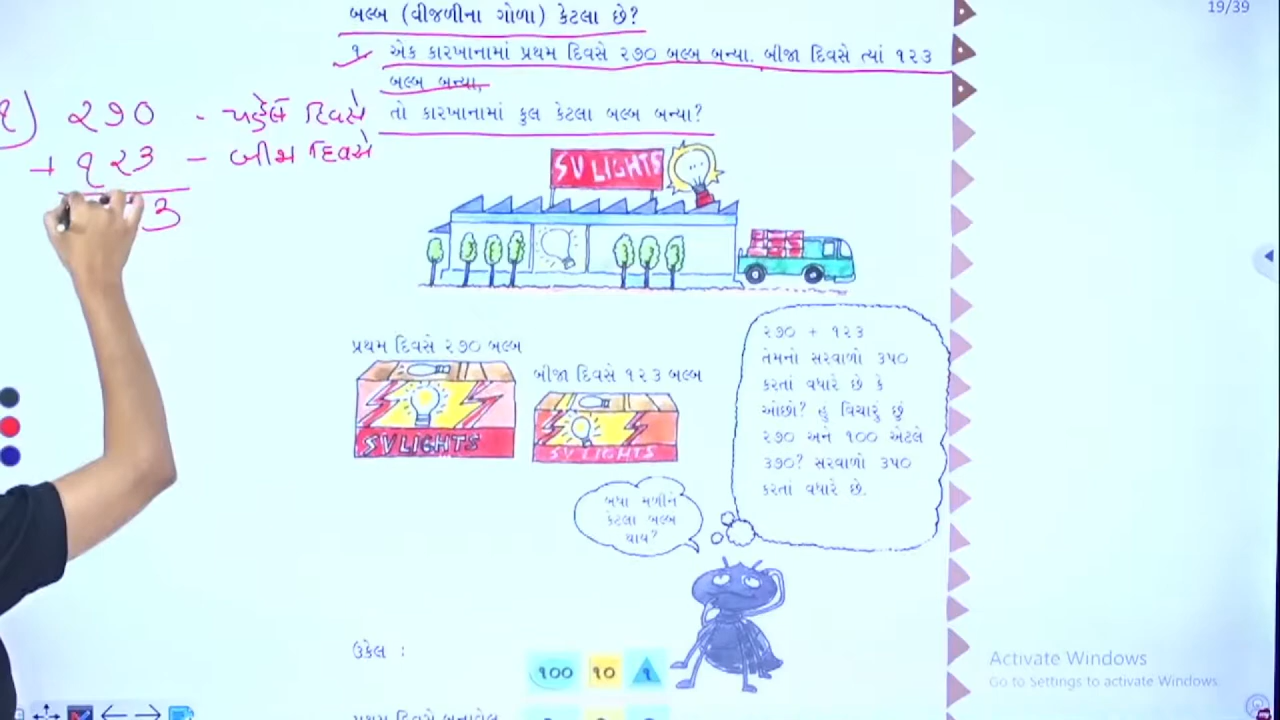 19/39
બલ્બ (વીજળીના ગોળા) કેટલા છે?
૧ એક કારખાનામાં પ્રથમ દિવસે ૨૭૦ બલ્બ બન્યા. બીજા દિવસે ત્યાં ૧૨૩
બલ્બ બન્યા,
તો કારખાનામાં કુલ કેટલા બલ્બ બન્યા?
૧) ૨૭૦ - પહેલે દિવસે
+ ૧૨૩ - બીજા દિવસે
૩
SV LIGHTS
પ્રથમ દિવસે ૨૭૦ બલ્બ
બીજા દિવસે ૧૨૩ બલ્બ
SV LIGHTS
SV LIGHTS
૨૭૦ + ૧૨૩
તેમનો સરવાળો ૩૫૦
કરતાં વધારે છે કે
ઓછો? હું વિચારું છું
૨૭૦ અને ૧૦૦ એટલે
૩૭૦? સરવાળો ૩૫૦
કરતાં વધારે છે.
બધા મળીને
કેટલા બલ્બ
થાય?
ઉકેલ :
૧૦૦ ૧૦ ૧
Activate Windows
Go to Settings to activate Windows.